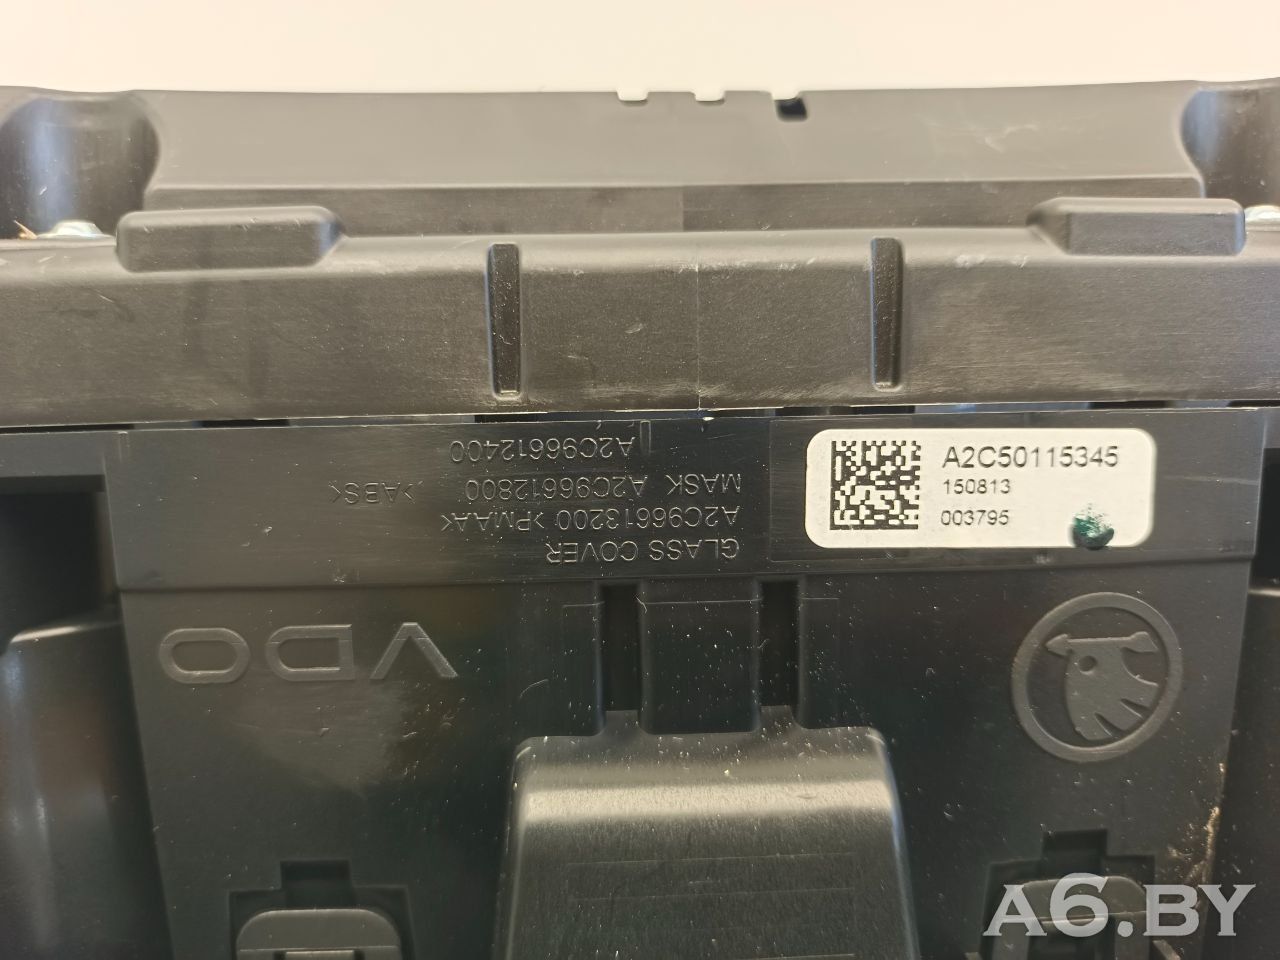 A2C50115345
150813
003795
GLASS COVER
A2C96613200 >PMAA<
MASK A2C96612800 >ABS<
A2C96612400
VDO
A6.BY